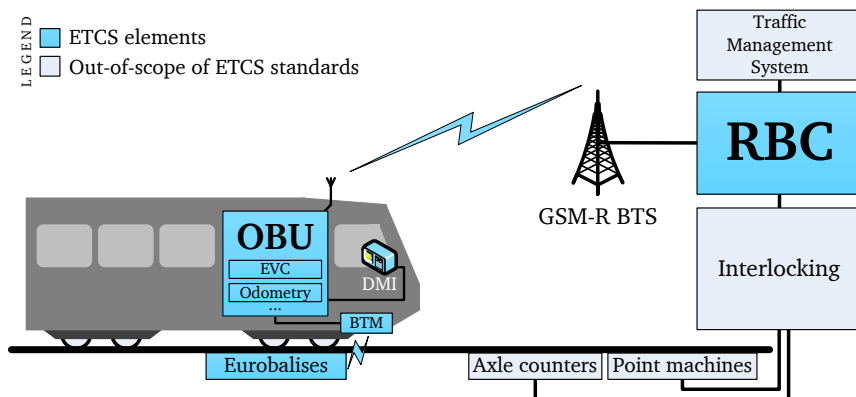 LEGEND
ETCS elements
Out-of-scope of ETCS standards
Traffic
Management
System
RBC
GSM-R BTS
Interlocking
OBU
EVC
Odometry
...
DMI
BTM
Eurobalises
Axle counters
Point machines